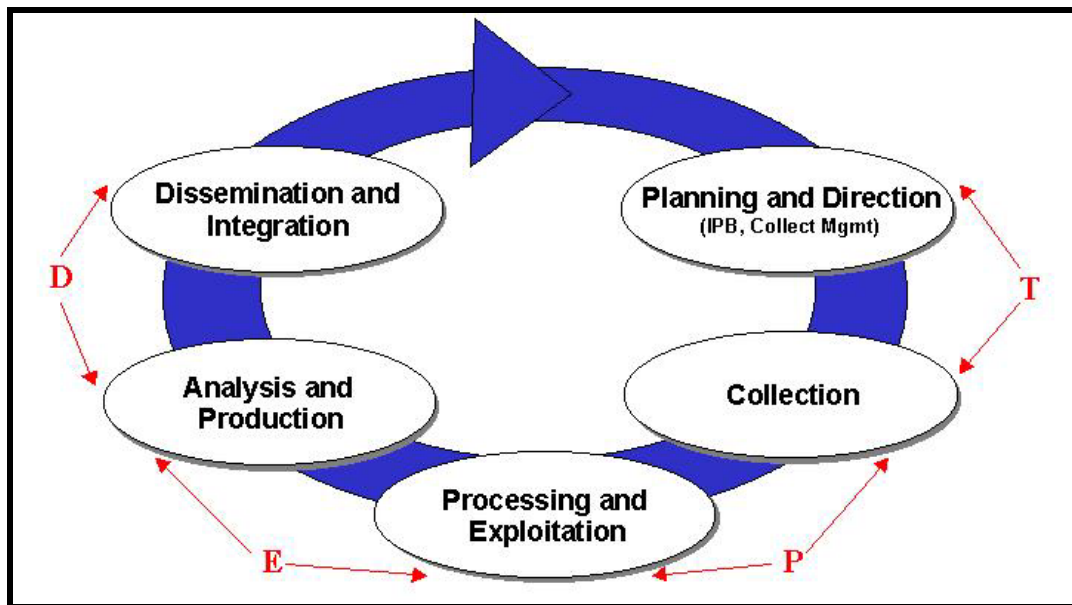 Dissemination and
Integration
Planning and Direction
(IPB, Collect Mgmt)
D
T
Analysis and
Production
Collection
Processing and
Exploitation
E
P